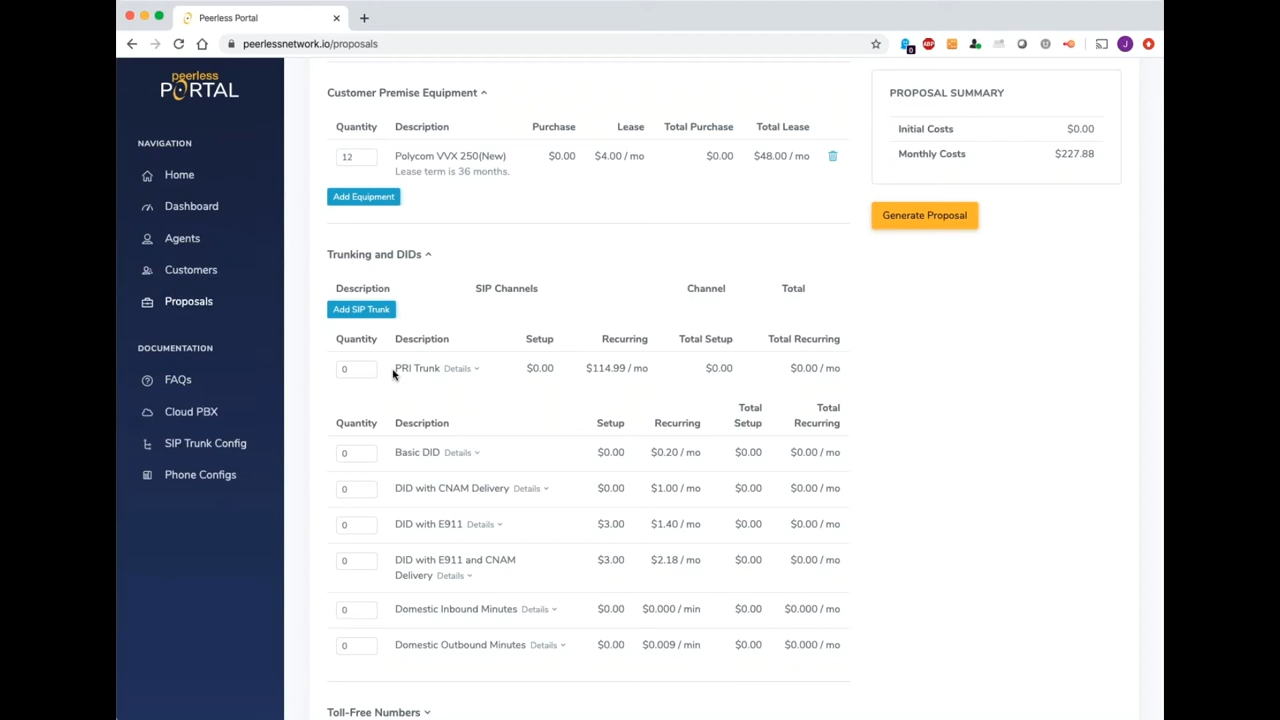 Peerless Portal
peerlessnetwork.io/proposals
0
ABP
J
peerless
PORTAL
NAVIGATION
Home
Dashboard
Agents
Customers
Proposals
DOCUMENTATION
FAQs
Cloud PBX
SIP Trunk Config
Phone Configs
Customer Premise Equipment
Quantity Description Purchase Lease Total Purchase Total Lease
12 Polycom VVX 250(New) $0.00 $4.00 / mo $0.00 $48.00 / mo
Lease term is 36 months.
Add Equipment
Trunking and DIDs
Description SIP Channels Channel Total
Add SIP Trunk
Quantity Description Setup Recurring Total Setup Total Recurring
0 PRI Trunk Details $0.00 $114.99 / mo $0.00 $0.00 / mo
Total Total
Quantity Description Setup Recurring Setup Recurring
0 Basic DID Details $0.00 $0.20 / mo $0.00 $0.00 / mo
0 DID with CNAM Delivery Details $0.00 $1.00 / mo $0.00 $0.00 / mo
0 DID with E911 Details $3.00 $1.40 / mo $0.00 $0.00 / mo
0 DID with E911 and CNAM $3.00 $2.18 / mo $0.00 $0.00 / mo
Delivery Details
0 Domestic Inbound Minutes Details $0.00 $0.000 / min $0.00 $0.000 / mo
0 Domestic Outbound Minutes Details $0.00 $0.009 / min $0.00 $0.000 / mo
Toll-Free Numbers
PROPOSAL SUMMARY
Initial Costs $0.00
Monthly Costs $227.88
Generate Proposal